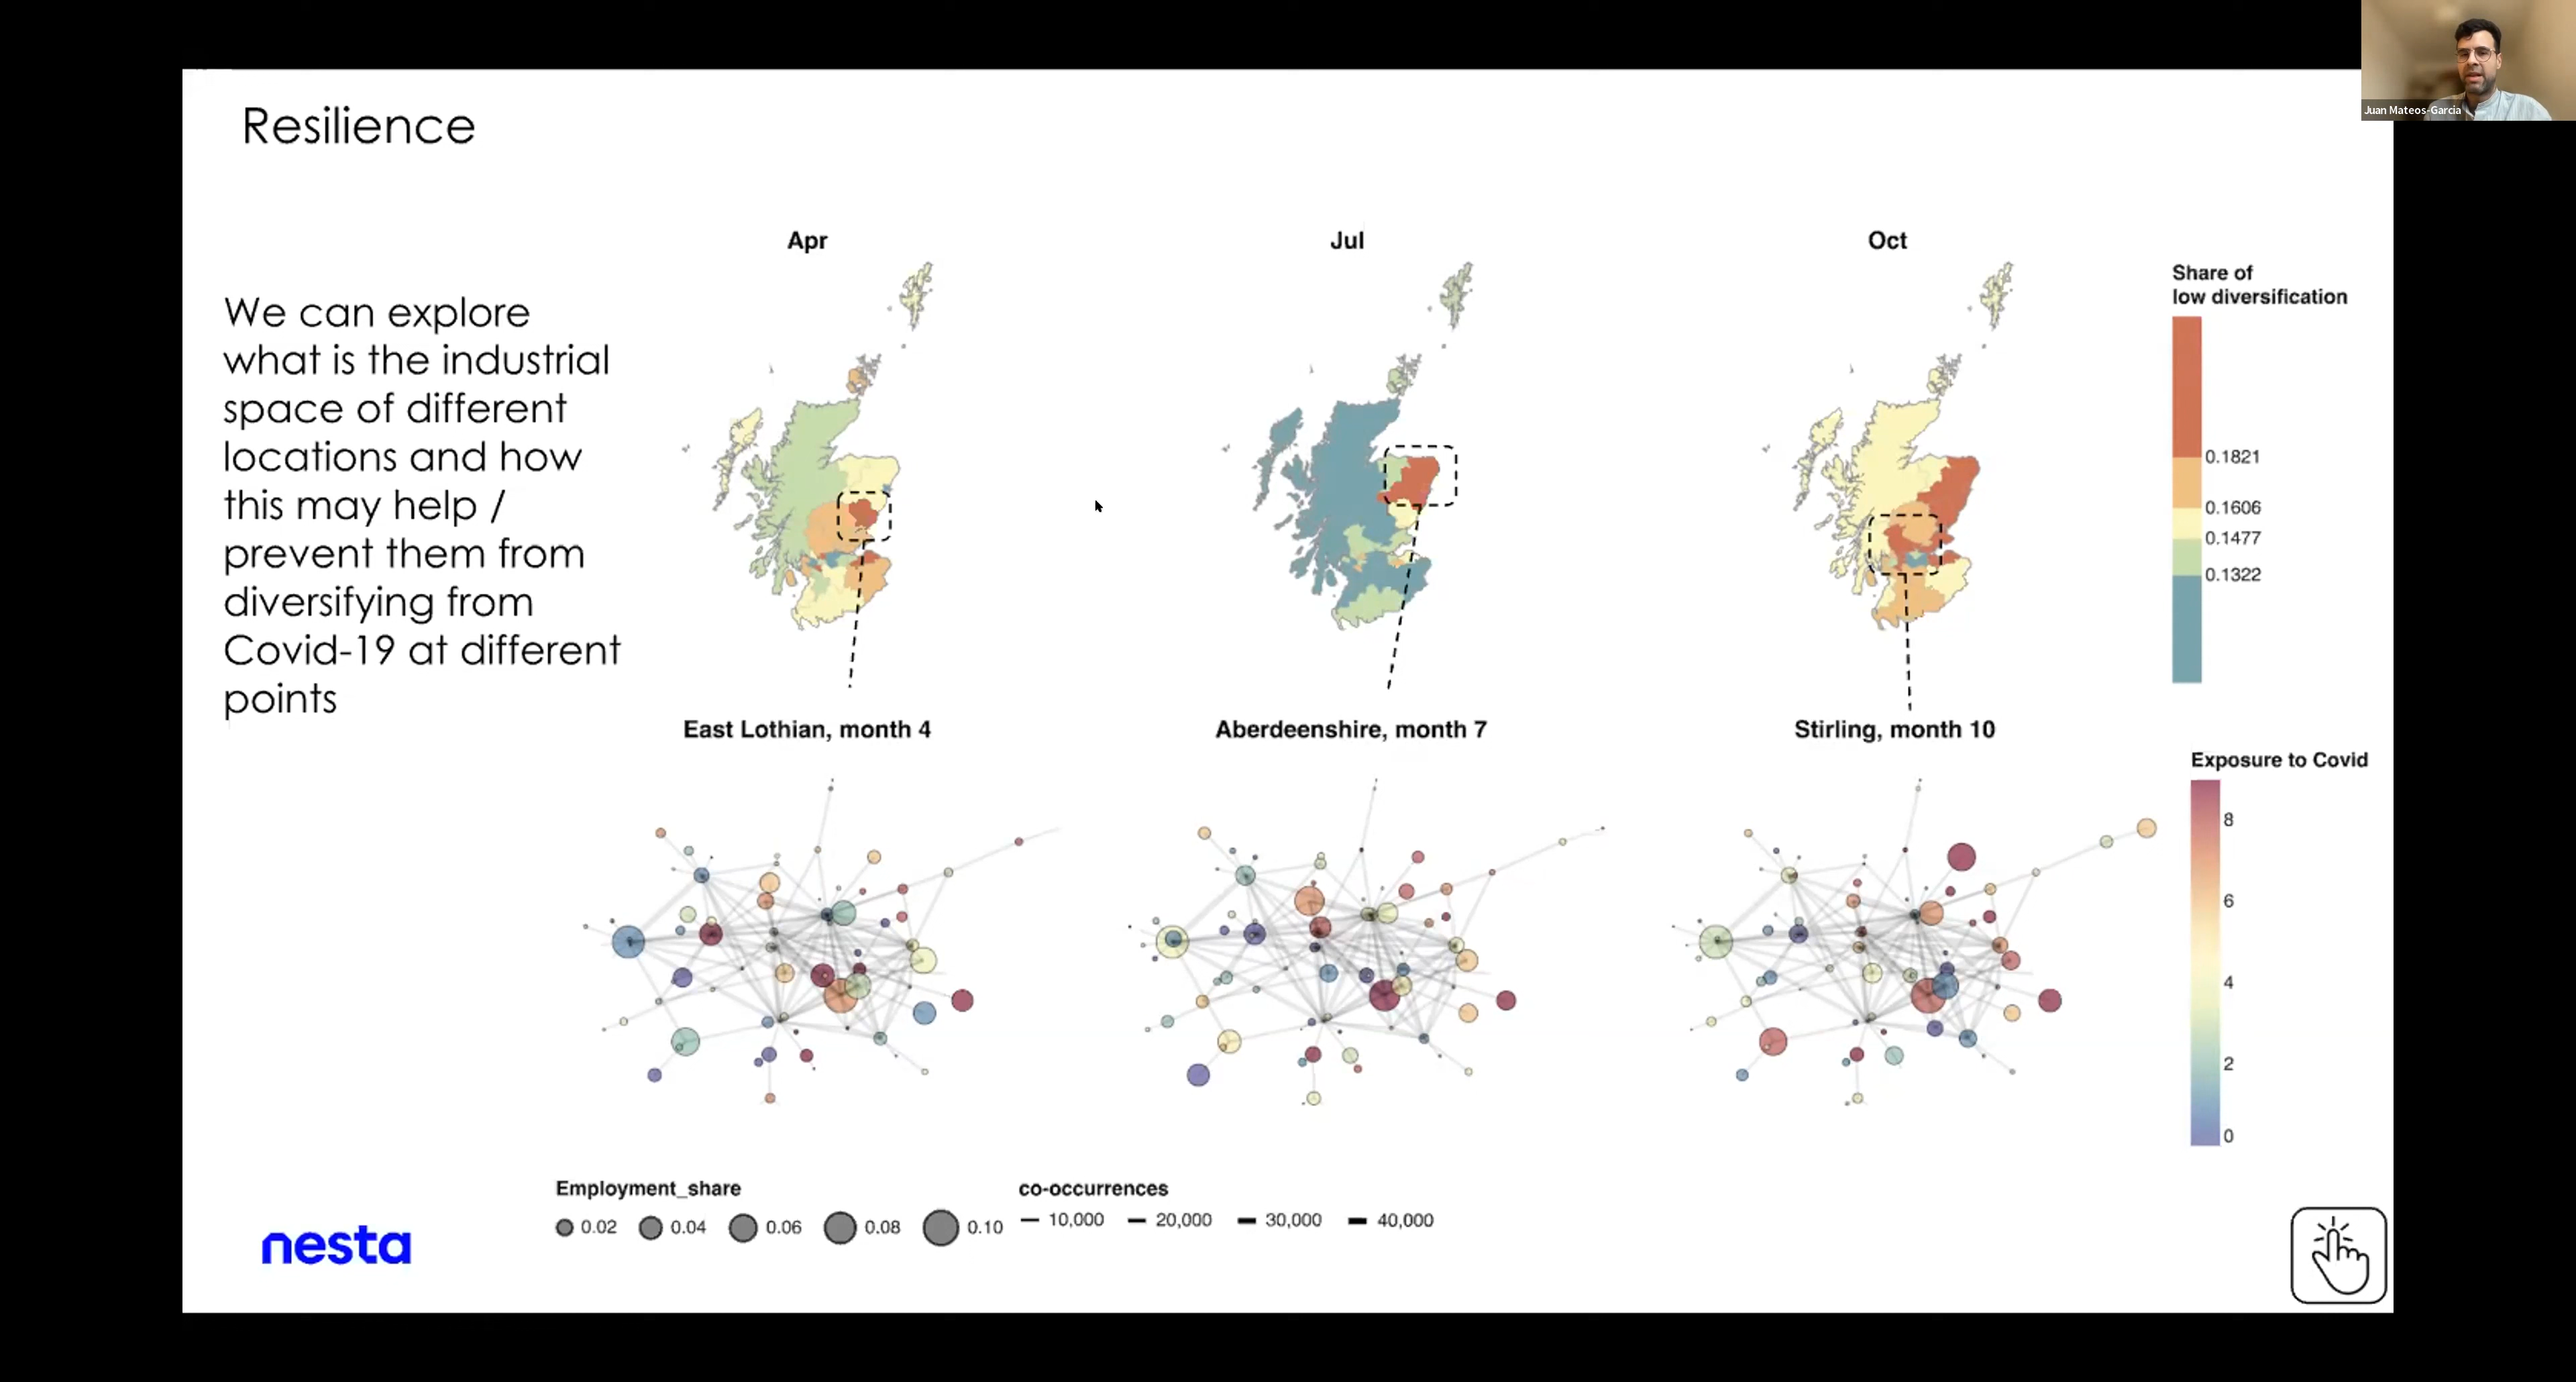 Juan Mateos-Garcia
Resilience
We can explore
what is the industrial
space of different
locations and how
this may help /
prevent them from
diversifying from
Covid-19 at different
points
Apr
Jul
Oct
Share of
low diversification
0.1821
0.1606
0.1477
0.1322
East Lothian, month 4
Aberdeenshire, month 7
Stirling, month 10
Exposure to Covid
8
6
4
2
0
Employment_share
0.02 0.04 0.06 0.08 0.10
co-occurrences
10,000 20,000 30,000 40,000
nesta